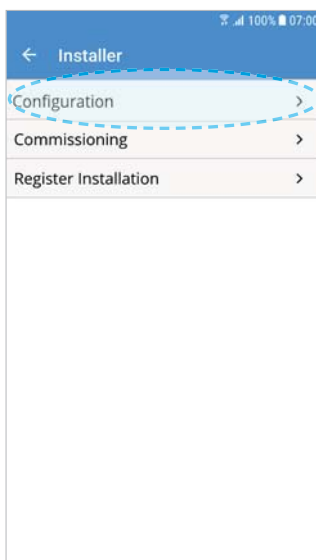 100% 07:00
Installer
Configuration
Commissioning
Register Installation